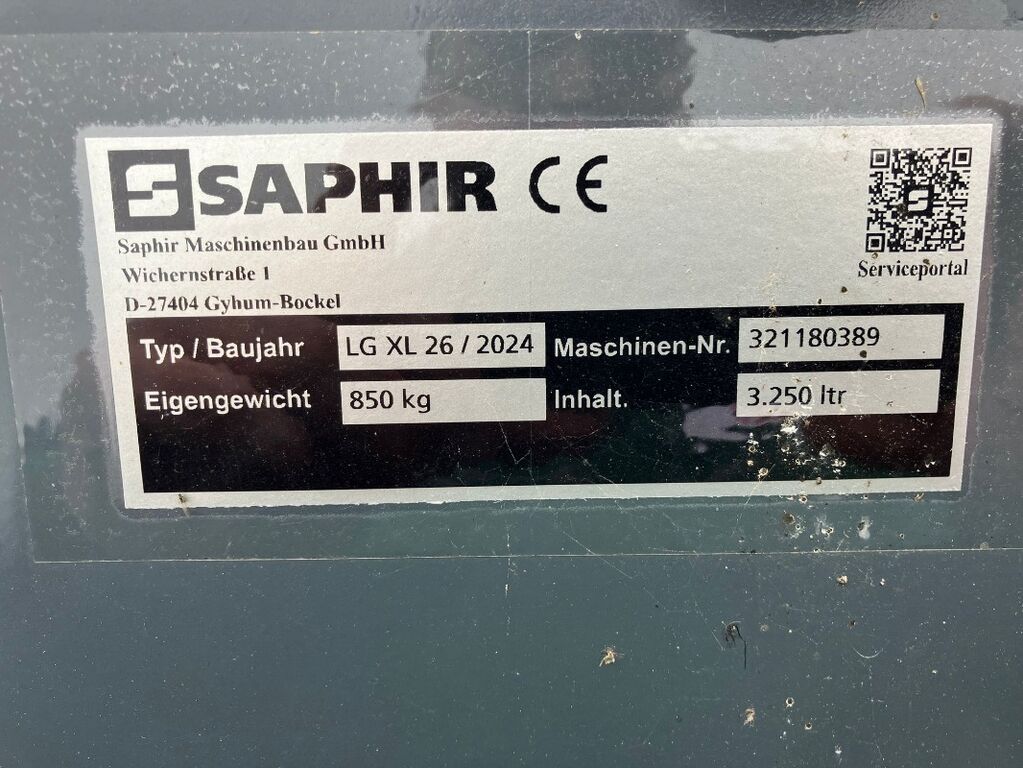 SAPHIR CE
Saphir Maschinenbau GmbH
Wichernstraße 1
D-27404 Gyhum-Bockel
Serviceportal
Typ / Baujahr LG XL 26 / 2024 Maschinen-Nr. 321180389
Eigengewicht 850 kg Inhalt. 3.250 ltr